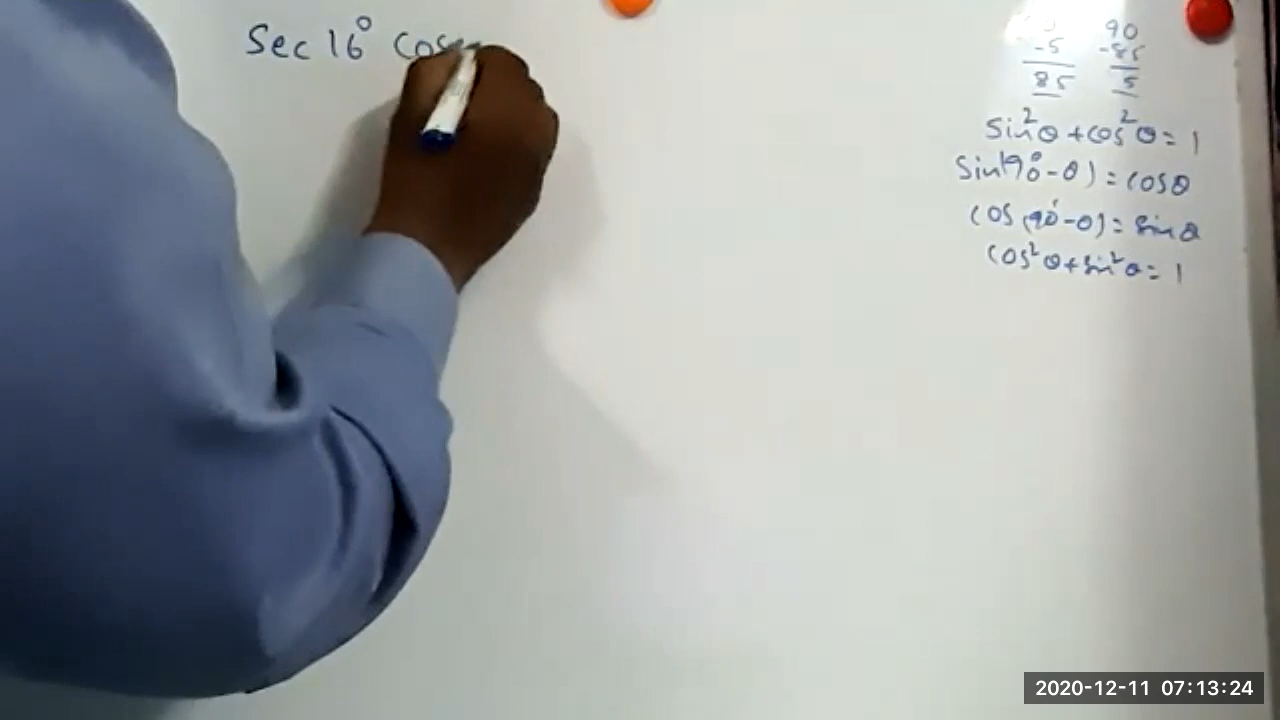 Sec 16° cos
90
-5 -85
85 5
sin²θ + cos²θ = 1
sin(90° - θ) = cosθ
cos(90° - θ) = sinθ
cos²θ + sin²θ = 1
2020-12-11 07:13:24